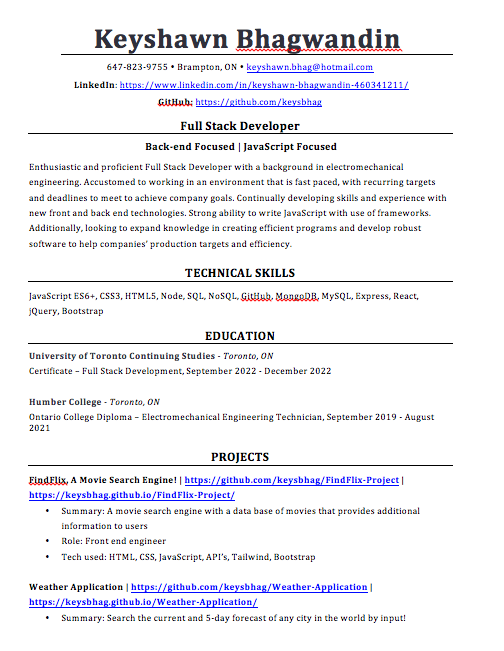 Keyshawn Bhagwandin
647-823-9755 • Brampton, ON • keyshawn.bhag@hotmail.com
LinkedIn: https://www.linkedin.com/in/keyshawn-bhagwandin-460341211/
GitHub: https://github.com/keysbhag
Full Stack Developer
Back-end Focused | JavaScript Focused
Enthusiastic and proficient Full Stack Developer with a background in electromechanical
engineering. Accustomed to working in an environment that is fast paced, with recurring targets
and deadlines to meet to achieve company goals. Continually developing skills and experience with
new front and back end technologies. Strong ability to write JavaScript with use of frameworks.
Additionally, looking to expand knowledge in creating efficient programs and develop robust
software to help companies' production targets and efficiency.
TECHNICAL SKILLS
JavaScript ES6+, CSS3, HTML5, Node, SQL, NoSQL, GitHub, MongoDB, MySQL, Express, React,
jQuery, Bootstrap
EDUCATION
University of Toronto Continuing Studies - Toronto, ON
Certificate – Full Stack Development, September 2022 - December 2022
Humber College - Toronto, ON
Ontario College Diploma – Electromechanical Engineering Technician, September 2019 - August
2021
PROJECTS
FindFlix, A Movie Search Engine! | https://github.com/keysbhag/FindFlix-Project |
https://keysbhag.github.io/FindFlix-Project/
• Summary: A movie search engine with a data base of movies that provides additional
information to users
• Role: Front end engineer
• Tech used: HTML, CSS, JavaScript, API's, Tailwind, Bootstrap
Weather Application | https://github.com/keysbhag/Weather-Application |
https://keysbhag.github.io/Weather-Application/
• Summary: Search the current and 5-day forecast of any city in the world by input!